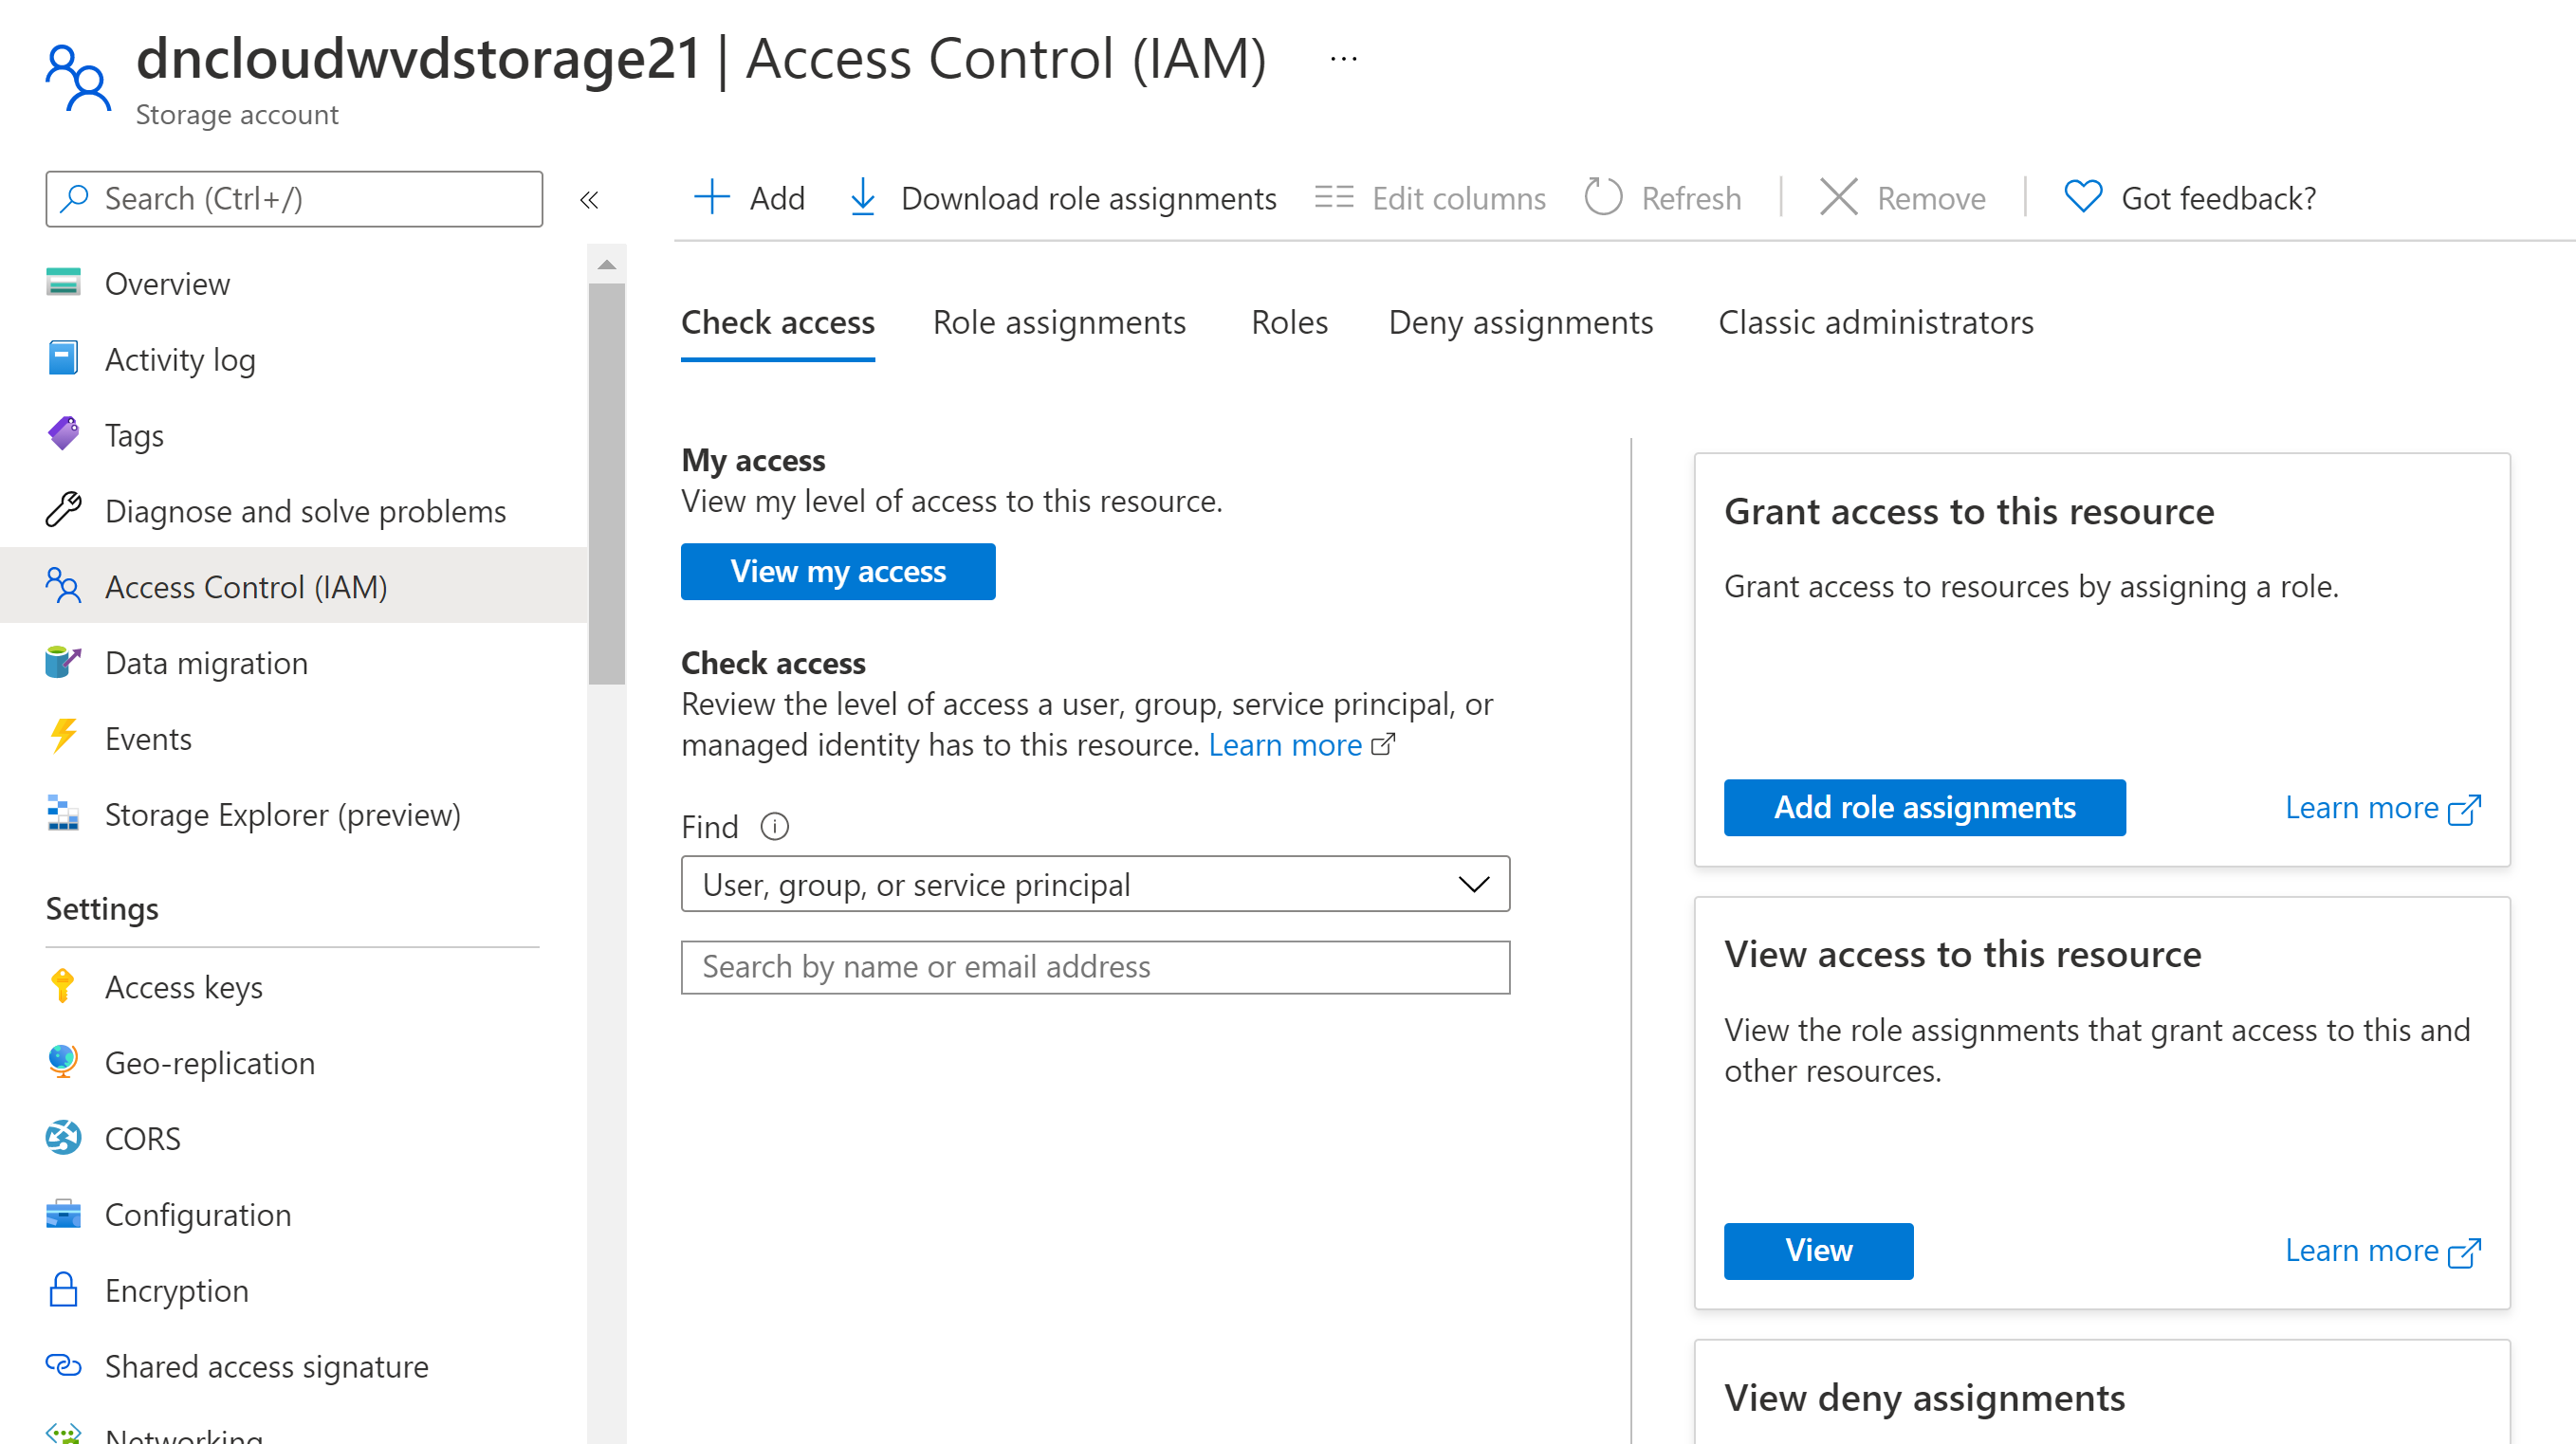 dncloudwvdstorage21 | Access Control (IAM) ...
Storage account
Search (Ctrl+/)
«
Overview
Activity log
Tags
Diagnose and solve problems
Access Control (IAM)
Data migration
Events
Storage Explorer (preview)
Settings
Access keys
Geo-replication
CORS
Configuration
Encryption
Shared access signature
Networking
Add
Download role assignments
Edit columns
Refresh
Remove
Got feedback?
Check access
Role assignments
Roles
Deny assignments
Classic administrators
My access
View my level of access to this resource.
View my access
Check access
Review the level of access a user, group, service principal, or
managed identity has to this resource. Learn more
Find
User, group, or service principal
Search by name or email address
Grant access to this resource
Grant access to resources by assigning a role.
Add role assignments
Learn more
View access to this resource
View the role assignments that grant access to this and
other resources.
View
Learn more
View deny assignments